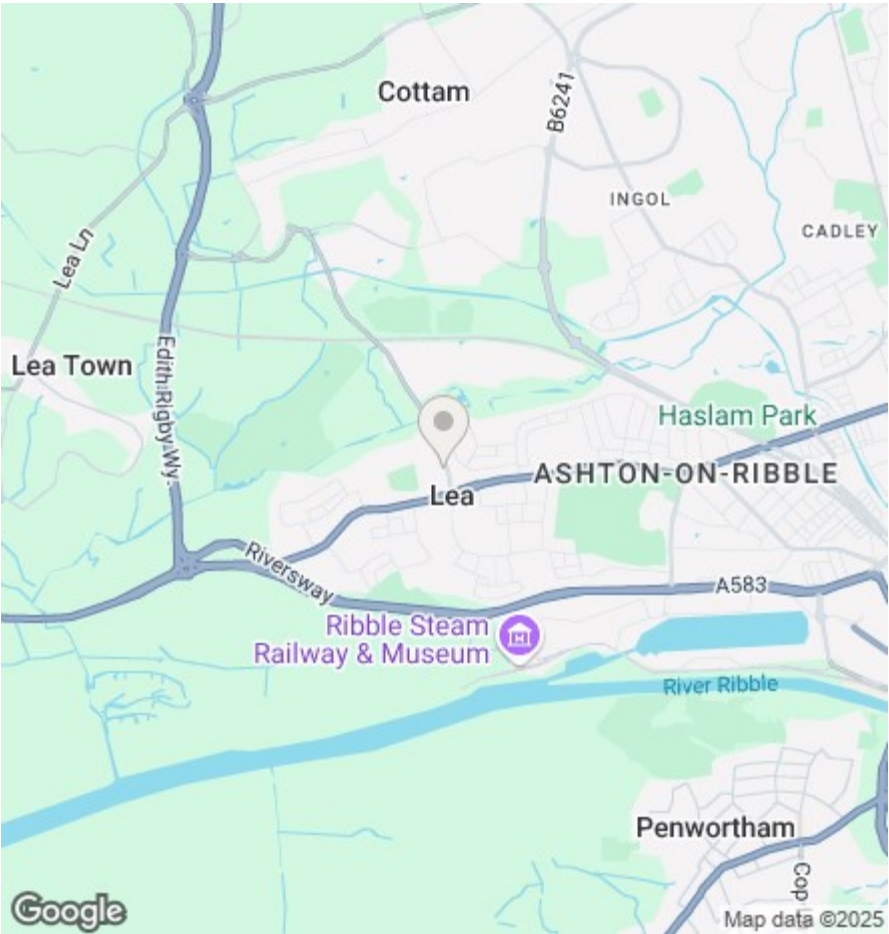 Cottam
B6241
INGOL
CADLEY
Lea Ln
Edith Rigby Wy.
Lea Town
Haslam Park
ASHTON-ON-RIBBLE
Lea
Riversway
A583
Ribble Steam
Railway & Museum
River Ribble
Penwortham
Cop
Google
Map data ©2025